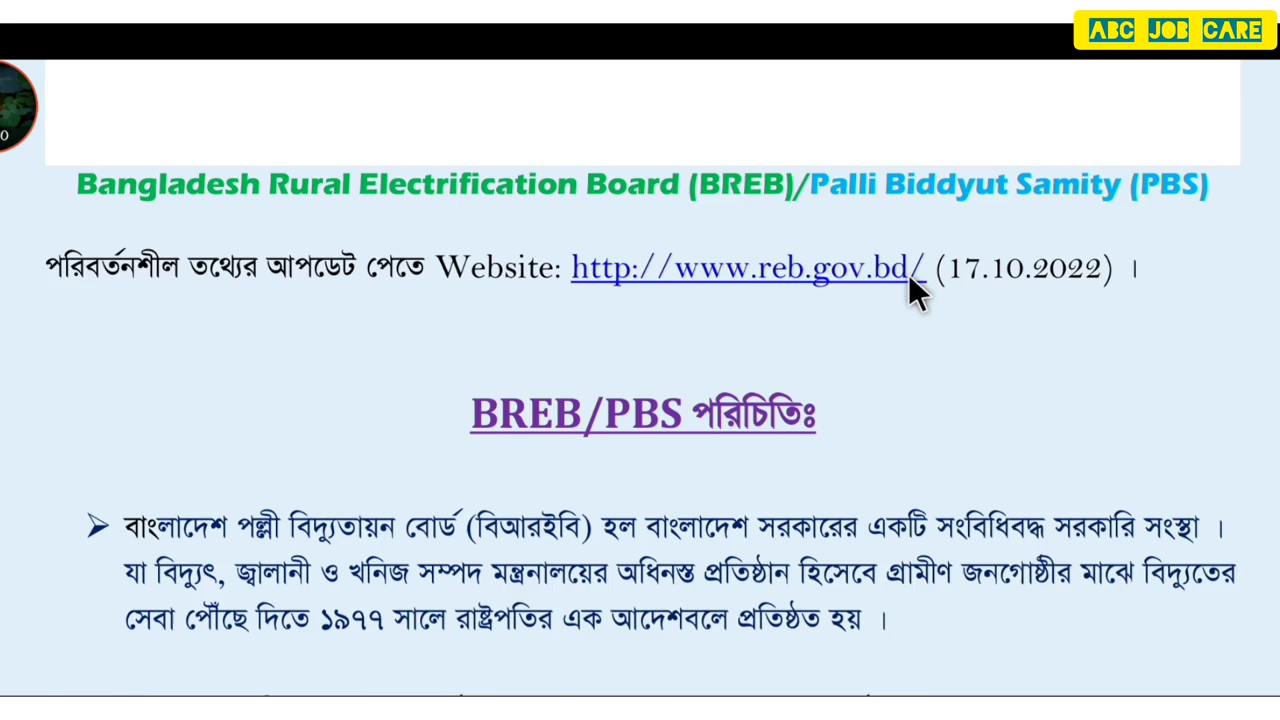 ABC JOB CARE
0
Bangladesh Rural Electrification Board (BREB)/Palli Biddyut Samity (PBS)
পরিবর্তনশীল তথ্যের আপডেট পেতে Website: http://www.reb.gov.bd/ (17.10.2022) ।
BREB/PBS পরিচিতিঃ
➢ বাংলাদেশ পল্লী বিদ্যুতায়ন বোর্ড (বিআরইবি) হল বাংলাদেশ সরকারের একটি সংবিধিবদ্ধ সরকারি সংস্থা ।
যা বিদ্যুৎ, জ্বালানী ও খনিজ সম্পদ মন্ত্রনালয়ের অধিনস্ত প্রতিষ্ঠান হিসেবে গ্রামীণ জনগোষ্ঠীর মাঝে বিদ্যুতের
সেবা পৌঁছে দিতে ১৯৭৭ সালে রাষ্ট্রপতির এক আদেশবলে প্রতিষ্ঠত হয় ।